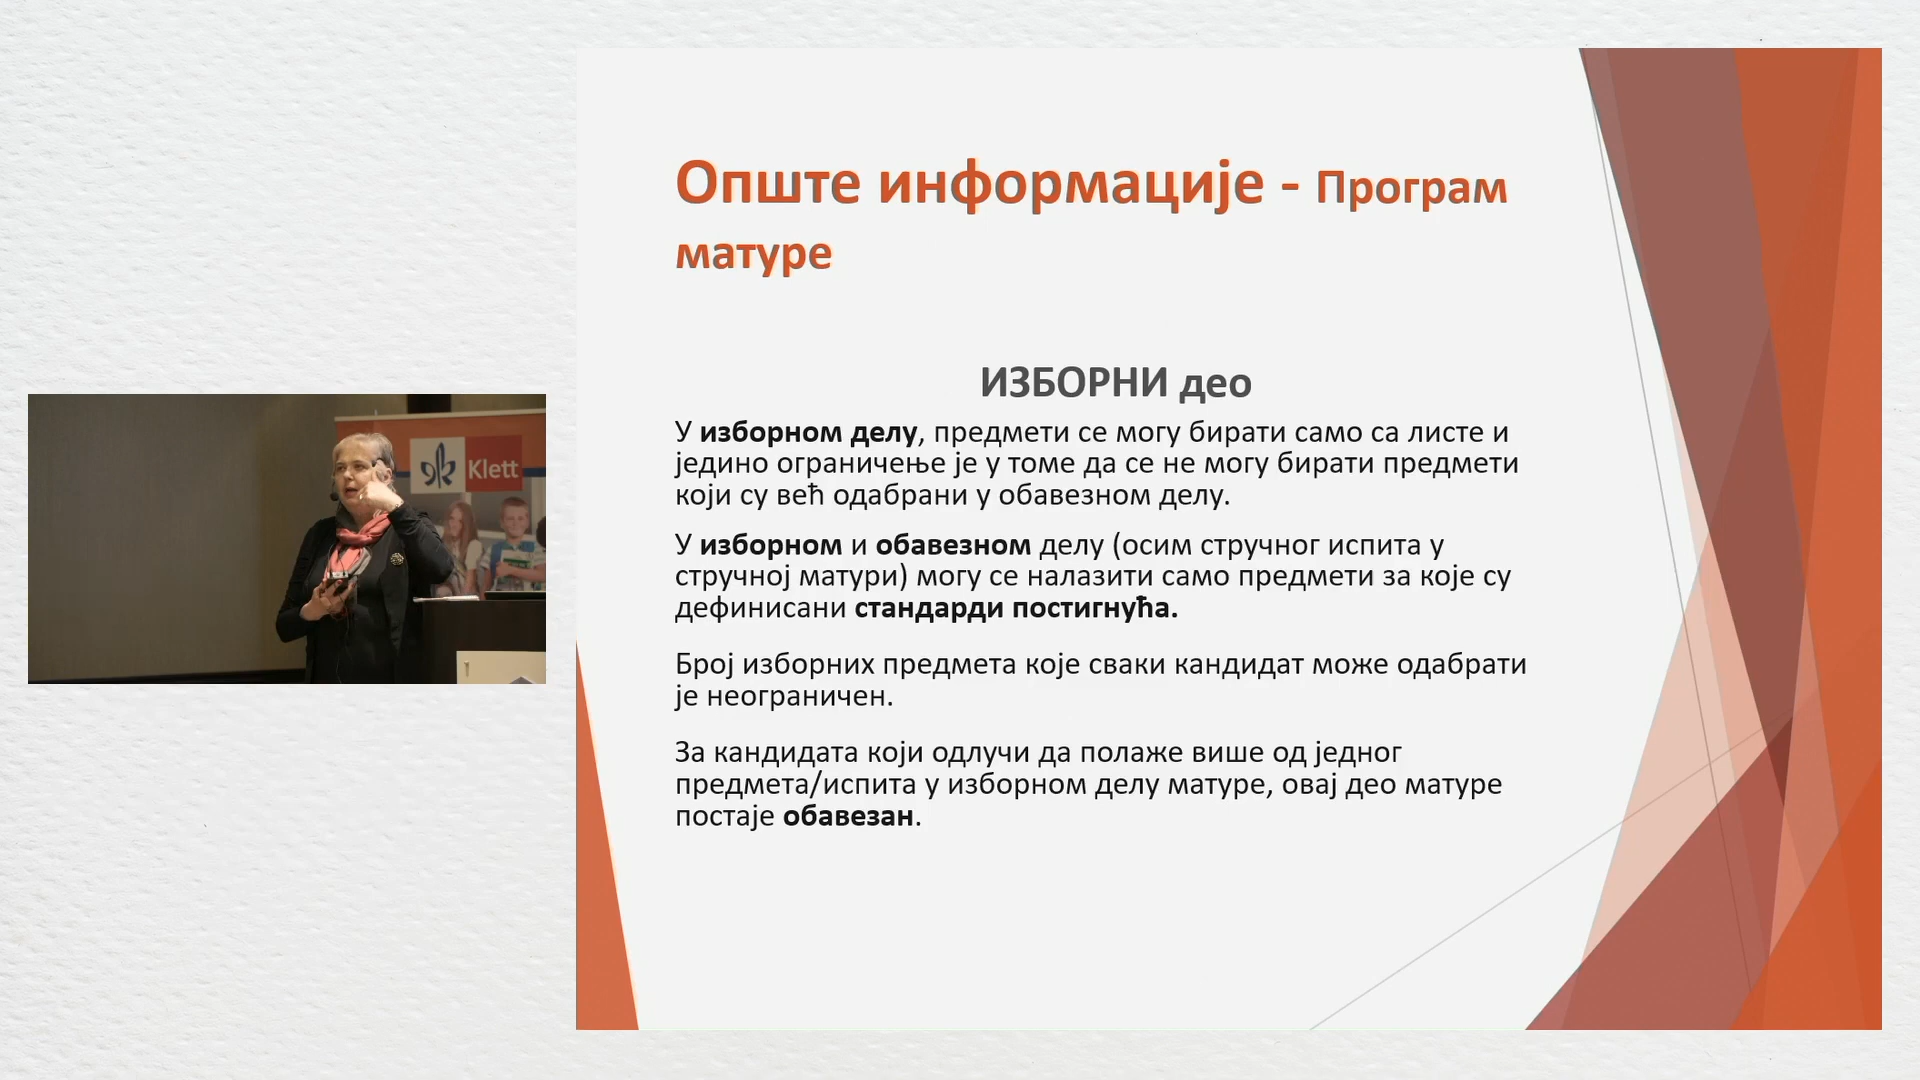 Опште информације - Програм
матуре
ИЗБОРНИ део
У изборном делу, предмети се могу бирати само са листе и
једино ограничење је у томе да се не могу бирати предмети
који су већ одабрани у обавезном делу.
У изборном и обавезном делу (осим стручног испита у
стручној матури) могу се налазити само предмети за које су
дефинисани стандарди постигнућа.
Број изборних предмета које сваки кандидат може одабрати
је неограничен.
За кандидата који одлучи да полаже више од једног
предмета/испита у изборном делу матуре, овај део матуре
постаје обавезан.
Klett